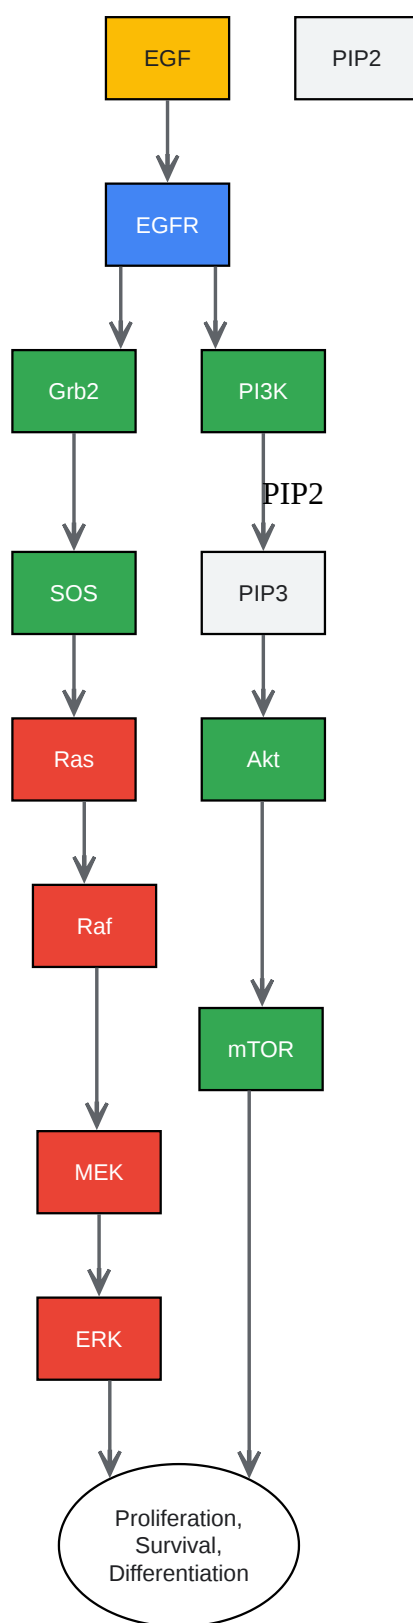 EGF
PIP2
EGFR
Grb2
PI3K
PIP2
SOS
PIP3
Ras
Akt
Raf
mTOR
MEK
ERK
Proliferation,
Survival,
Differentiation